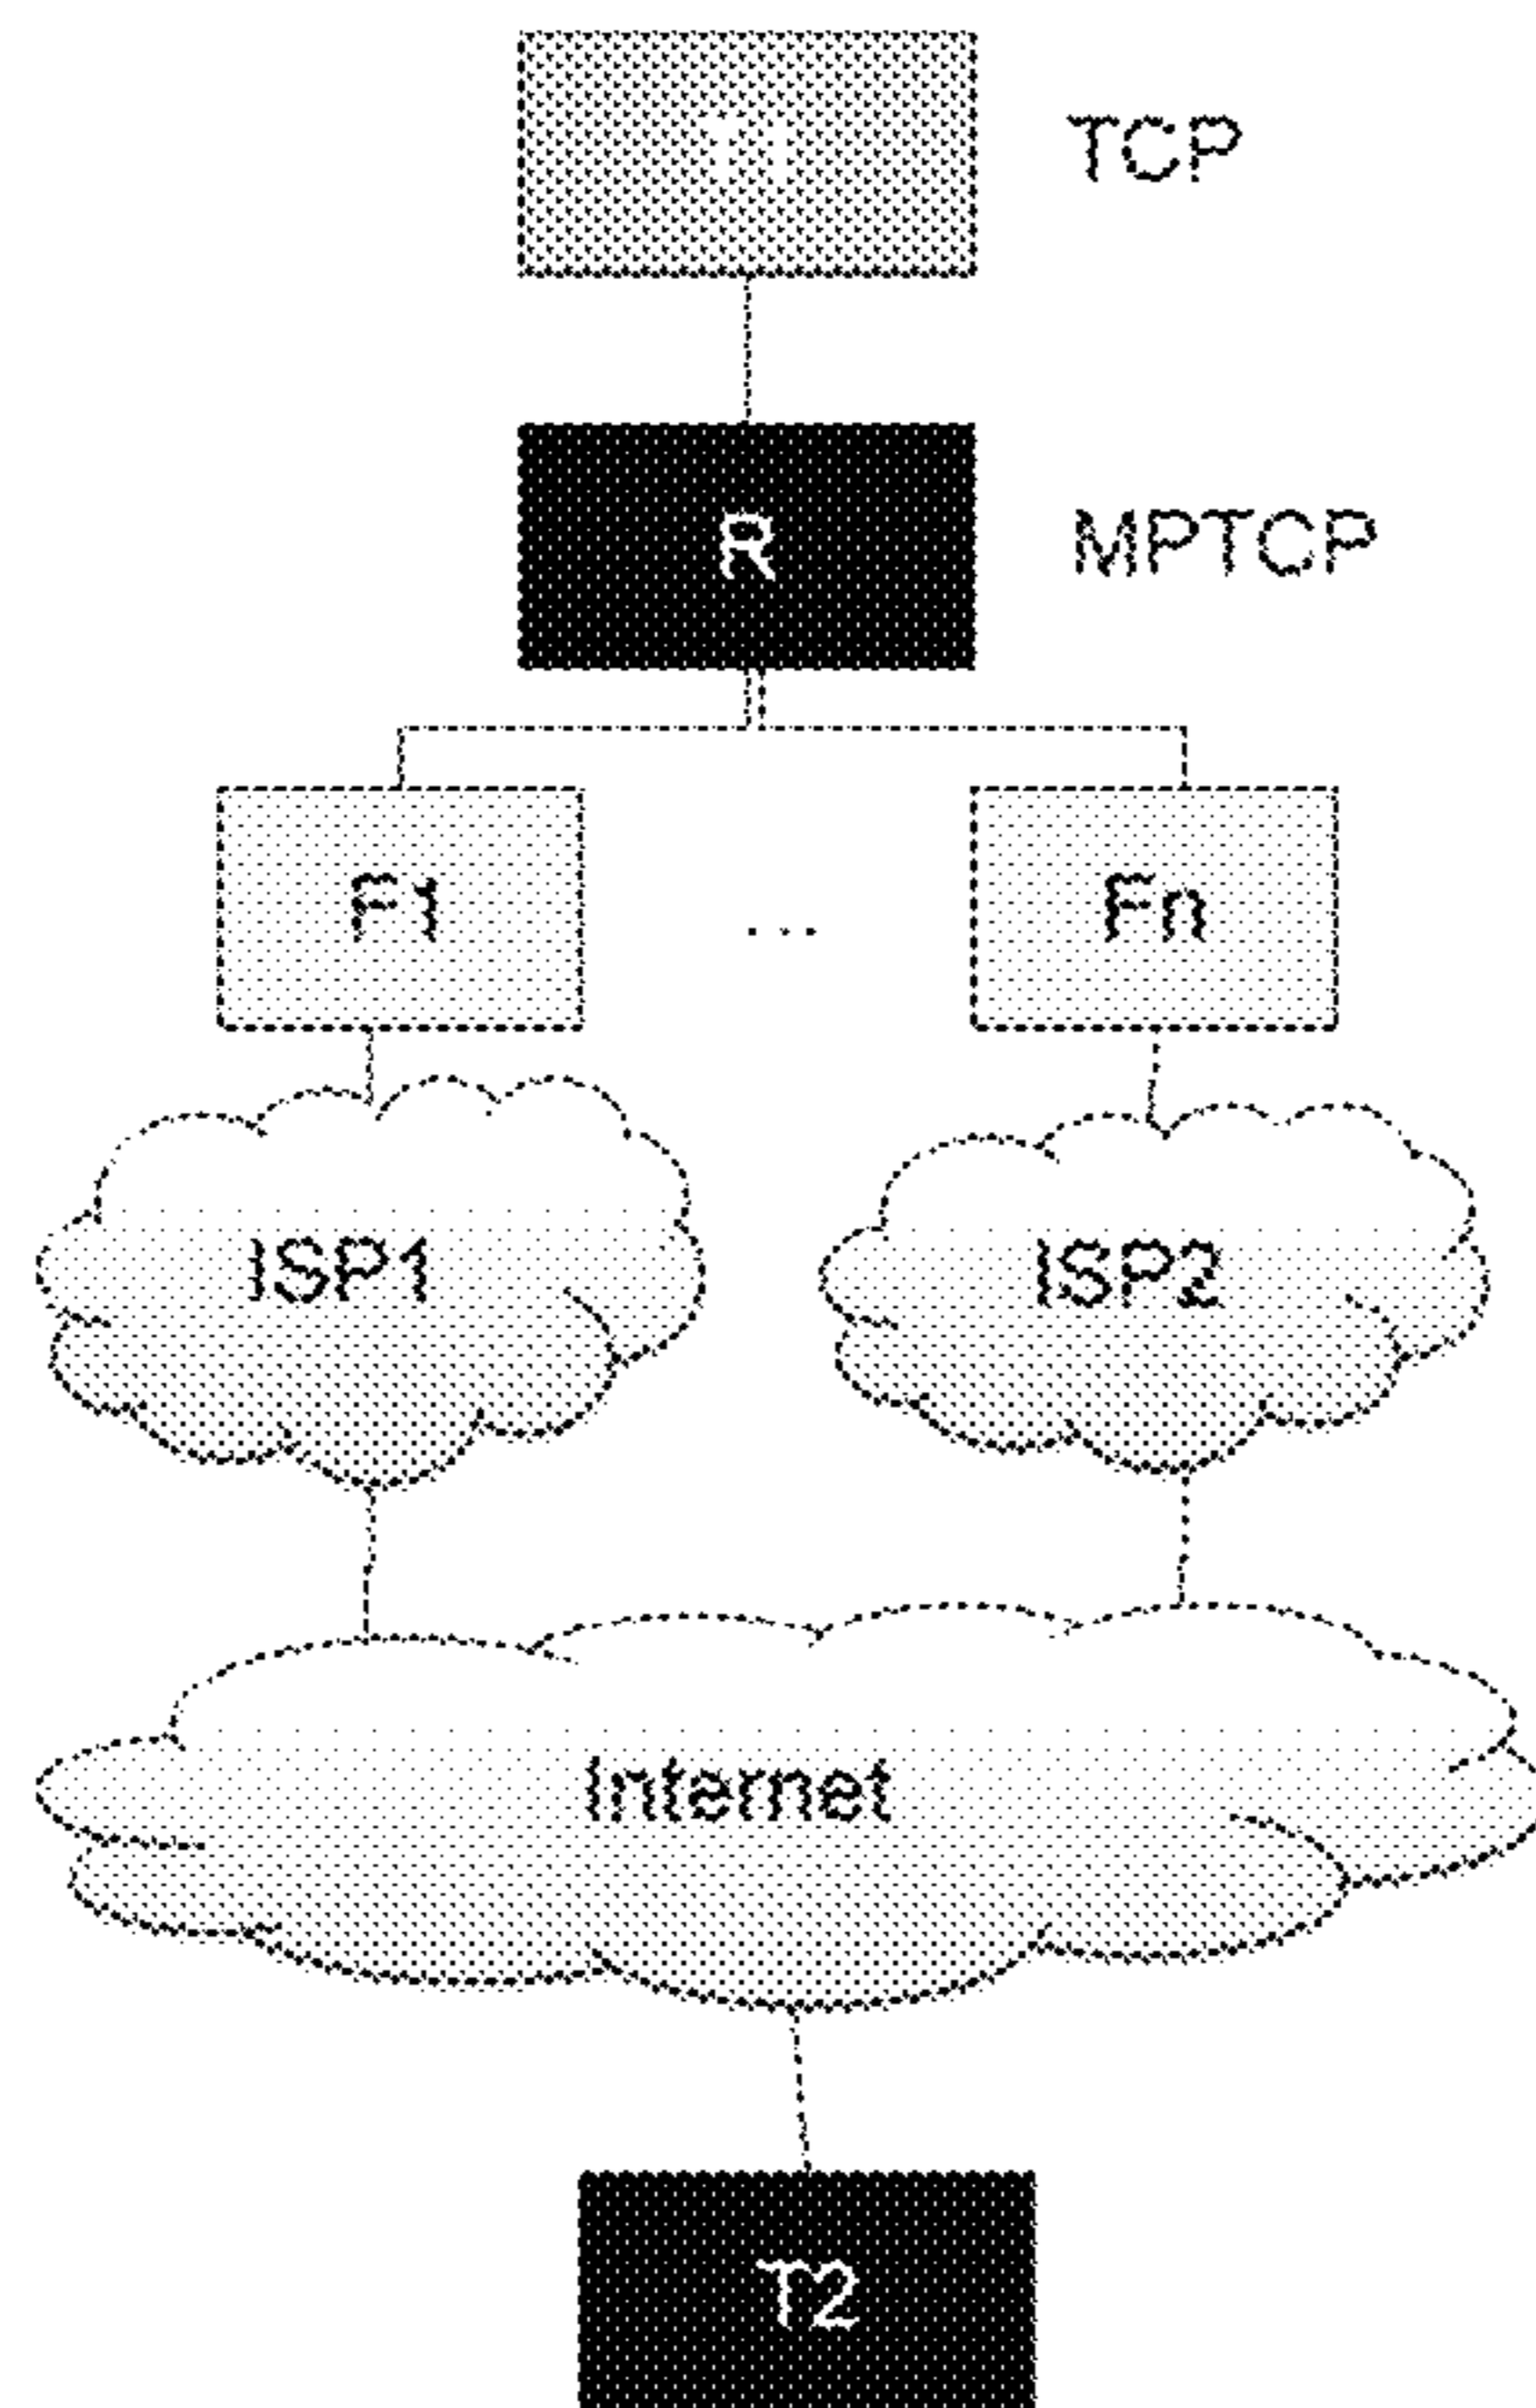 TCP
R
MPTCP
F1
...
Fn
ISP1
ISP2
Internet
T2